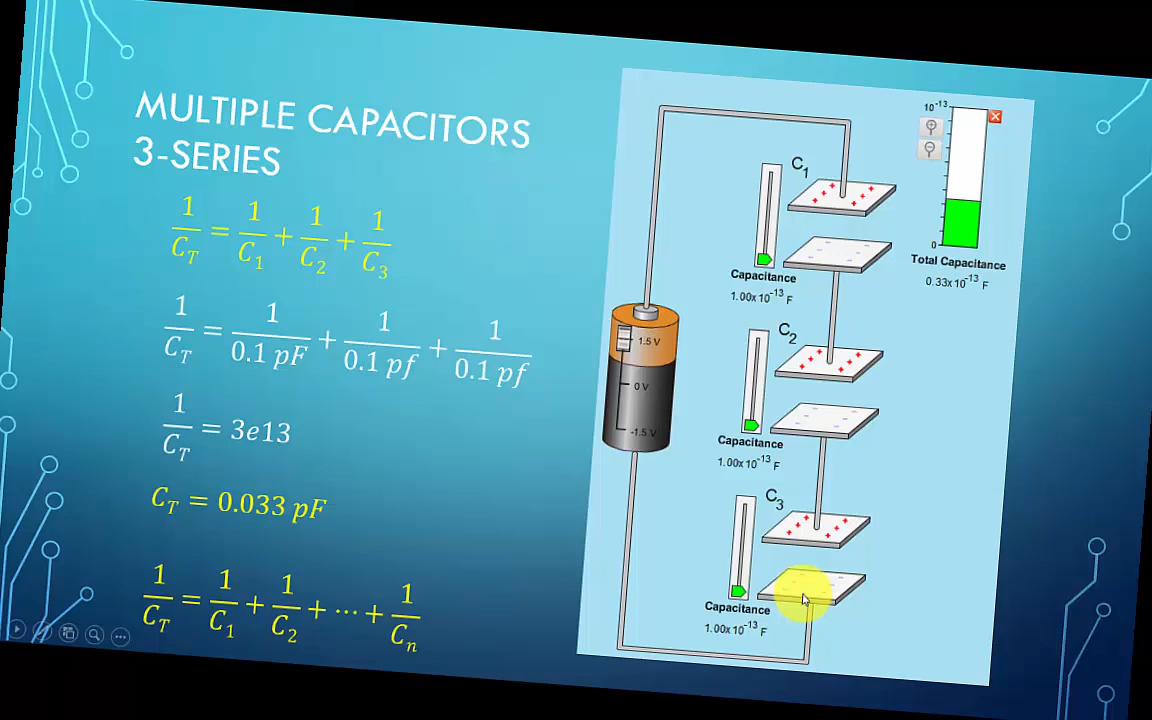 MULTIPLE CAPACITORS
3-SERIES
1/C_T = 1/C_1 + 1/C_2 + 1/C_3
1/C_T = 1/0.1 pF + 1/0.1 pf + 1/0.1 pf
1/C_T = 3e13
C_T = 0.033 pF
1/C_T = 1/C_1 + 1/C_2 + ⋯ + 1/C_n
10^-13
0
Total Capacitance
0.33x10^-13 F
C_1
Capacitance
1.00x10^-13 F
1.5 V
0 V
-1.5 V
C_2
Capacitance
1.00x10^-13 F
C_3
Capacitance
1.00x10^-13 F